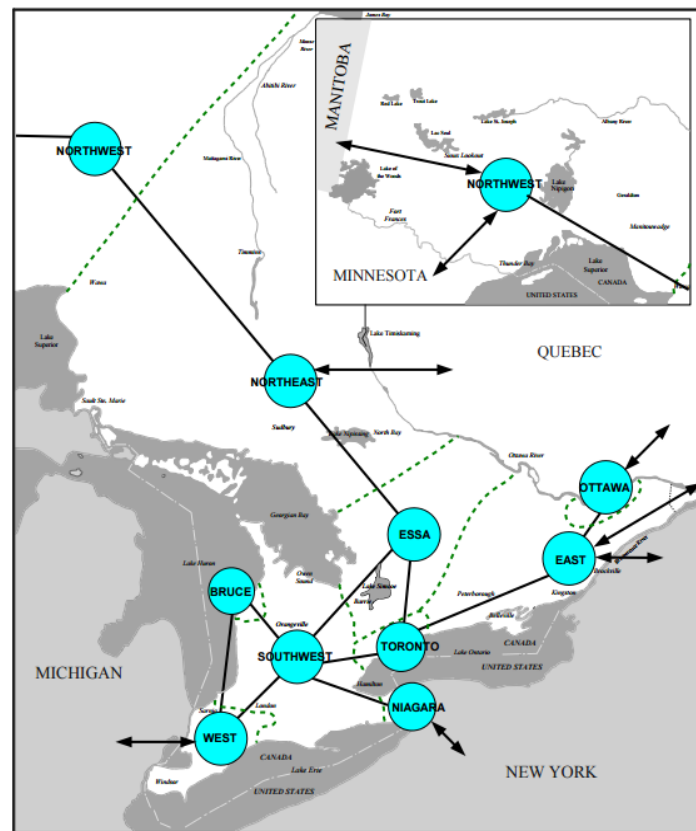 James Bay
Moose
River
Abitibi River
Mattagami River
NORTHWEST
Timmins
Wawa
Lake
Superior
Sault Ste. Marie
MANITOBA
Red Lake
Trout Lake
Lac Seul
Lake St. Joseph
Albany River
Sioux Lookout
Lake of
the Woods
NORTHWEST
Lake
Nipigon
Geraldton
Manitouwadge
Fort
Frances
Thunder Bay
Lake
Superior
CANADA
UNITED STATES
MINNESOTA
Lake Timiskaming
QUEBEC
NORTHEAST
Sudbury
Lake Nipissing
North Bay
Ottawa River
OTTAWA
Georgian Bay
ESSA
EAST
Brockville
Kingston
Lake Huron
Owen
Sound
Lake Simcoe
Barrie
BRUCE
Peterborough
Belleville
Orangeville
SOUTHWEST
TORONTO
CANADA
Lake Ontario
UNITED STATES
MICHIGAN
Hamilton
Sarnia
London
NIAGARA
WEST
CANADA
Lake Erie
Windsor
UNITED STATES
NEW YORK